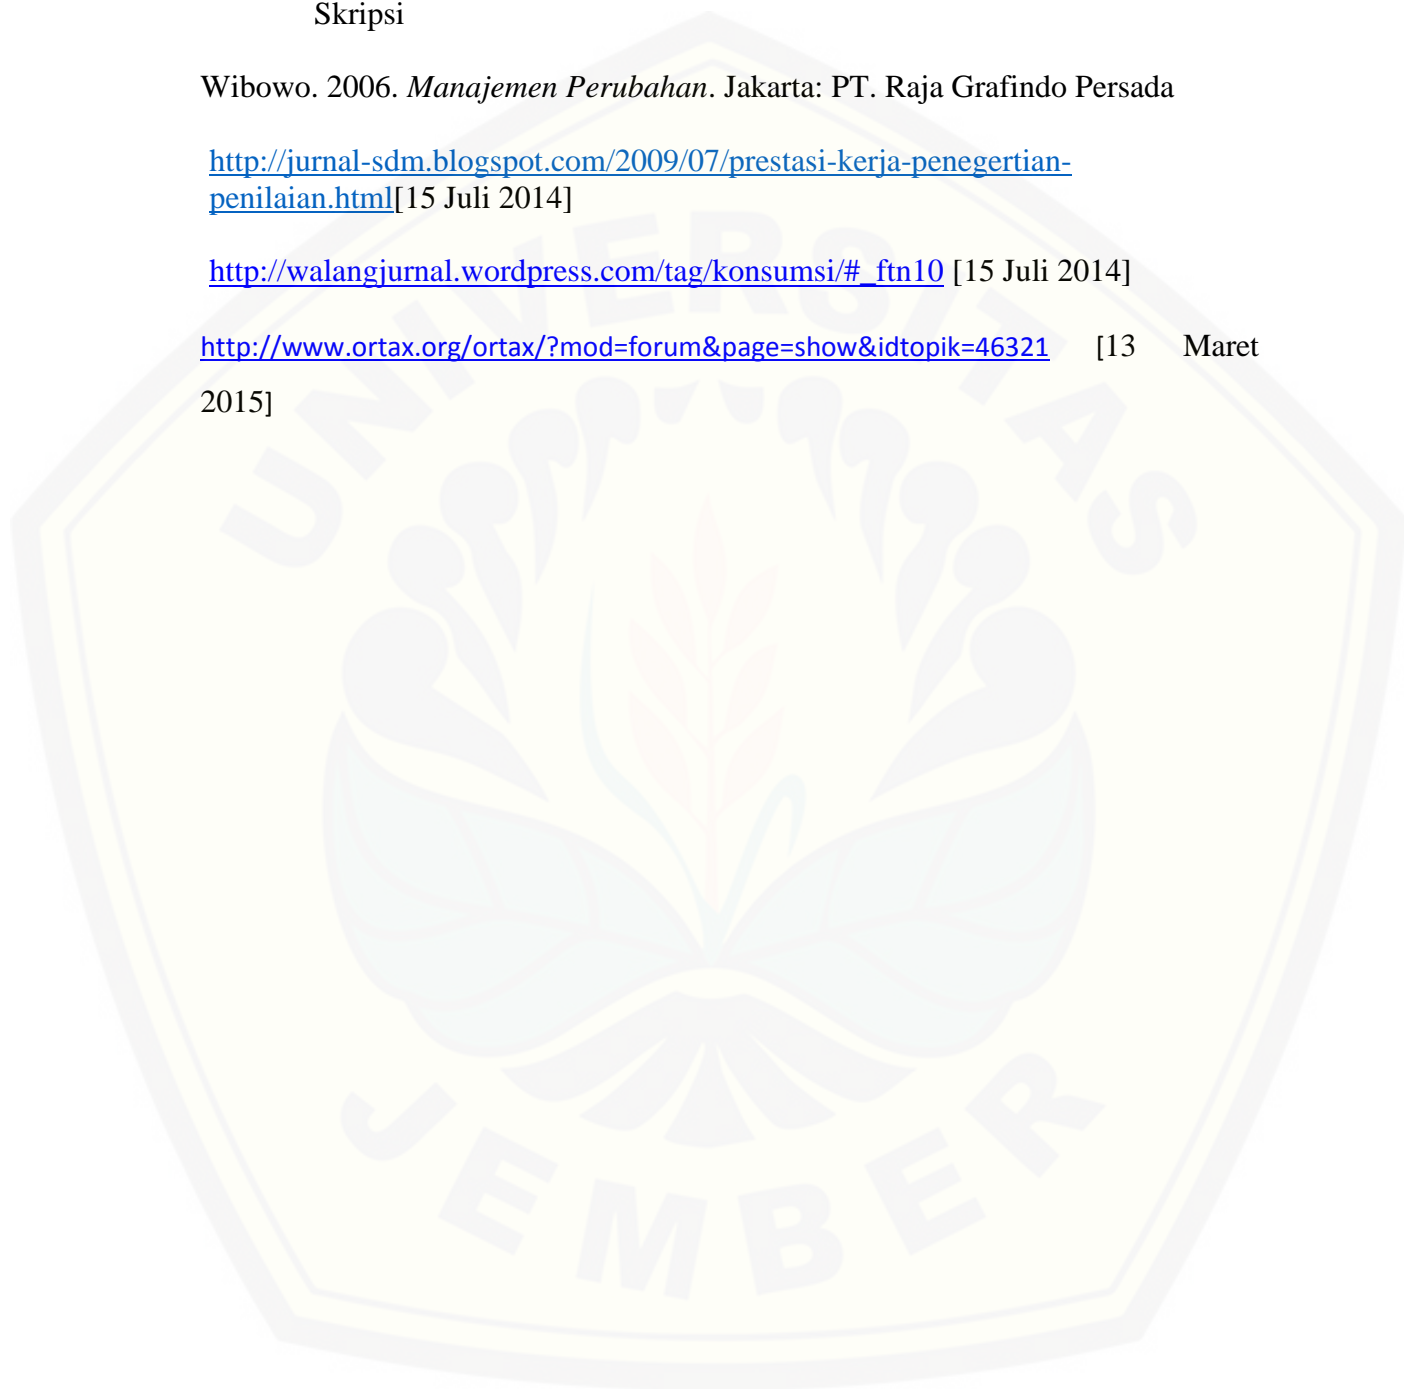 Skripsi
Wibowo. 2006. Manajemen Perubahan. Jakarta: PT. Raja Grafindo Persada
http://jurnal-sdm.blogspot.com/2009/07/prestasi-kerja-penegertian-
penilaian.html[15 Juli 2014]
http://walangjurnal.wordpress.com/tag/konsumsi/#_ftn10 [15 Juli 2014]
http://www.ortax.org/ortax/?mod=forum&page=show&idtopik=46321 [13 Maret
2015]
UNIVERSITAS
JEMBER